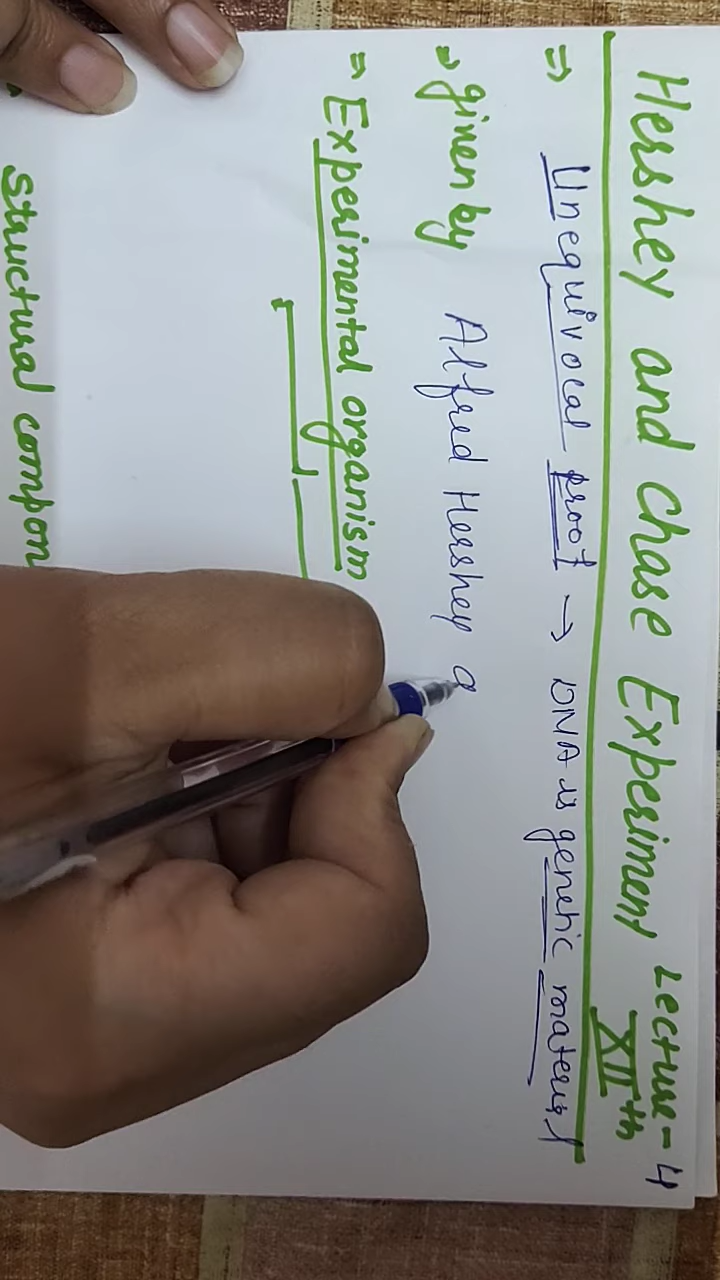 Hershey and Chase Experiment Lecture-4
XIIth
⇒ Unequivocal proof → DNA is genetic material
⇒ given by Alfred Hershey a
⇒ Experimental organism
structural compon